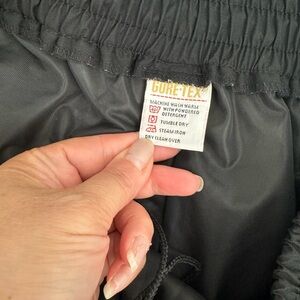 GORE-TEX
MACHINE WASH WARM
WITH POWDERED
DETERGENT
TUMBLE DRY
STEAM IRON
DRY CLEAN OVER